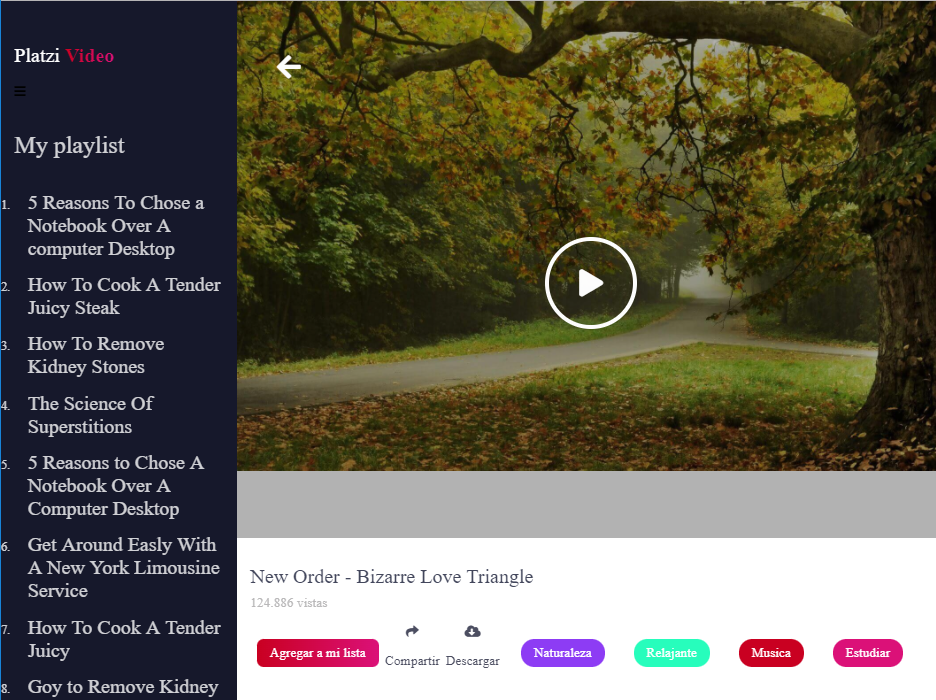 Platzi Video
My playlist
1. 5 Reasons To Chose a
Notebook Over A
computer Desktop
2. How To Cook A Tender
Juicy Steak
3. How To Remove
Kidney Stones
4. The Science Of
Superstitions
5. 5 Reasons to Chose A
Notebook Over A
Computer Desktop
6. Get Around Easly With
A New York Limousine
Service
7. How To Cook A Tender
Juicy
8. Goy to Remove Kidney
New Order - Bizarre Love Triangle
124.886 vistas
Agregar a mi lista
Compartir
Descargar
Naturaleza
Relajante
Musica
Estudiar